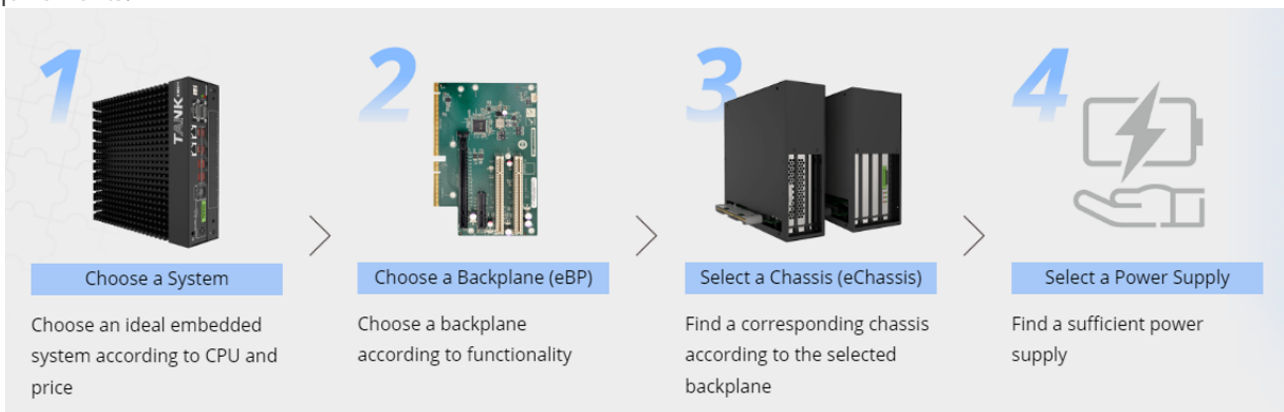 1
2
3
4
TANK
Choose a System
Choose an ideal embedded
system according to CPU and
price
Choose a Backplane (eBP)
Choose a backplane
according to functionality
Select a Chassis (eChassis)
Find a corresponding chassis
according to the selected
backplane
Select a Power Supply
Find a sufficient power
supply